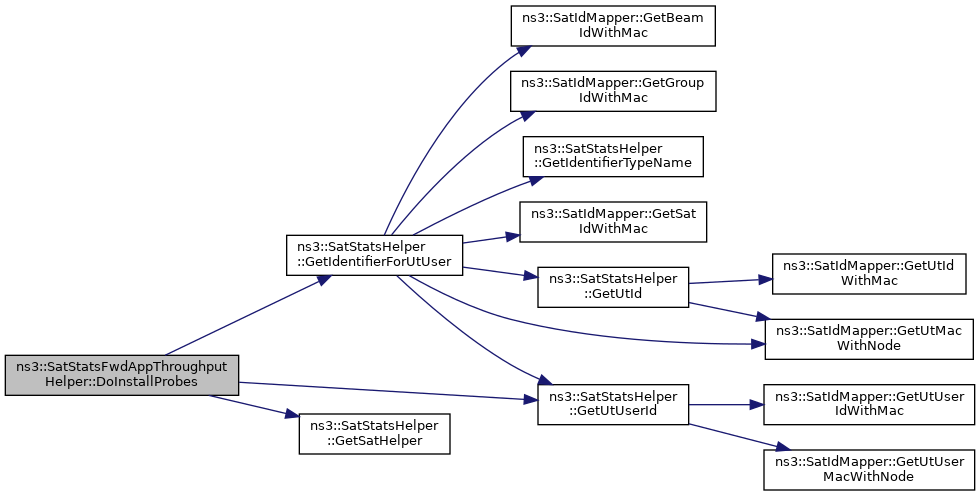 ns3::SatIdMapper::GetBeam
IdWithMac
ns3::SatIdMapper::GetGroup
IdWithMac
ns3::SatStatsHelper
::GetIdentifierTypeName
ns3::SatIdMapper::GetSat
IdWithMac
ns3::SatStatsHelper
::GetIdentifierForUtUser
ns3::SatStatsHelper
::GetUtId
ns3::SatIdMapper::GetUtId
WithMac
ns3::SatIdMapper::GetUtMac
WithNode
ns3::SatStatsFwdAppThroughput
Helper::DoInstallProbes
ns3::SatStatsHelper
::GetUtUserId
ns3::SatIdMapper::GetUtUser
IdWithMac
ns3::SatStatsHelper
::GetSatHelper
ns3::SatIdMapper::GetUtUser
MacWithNode